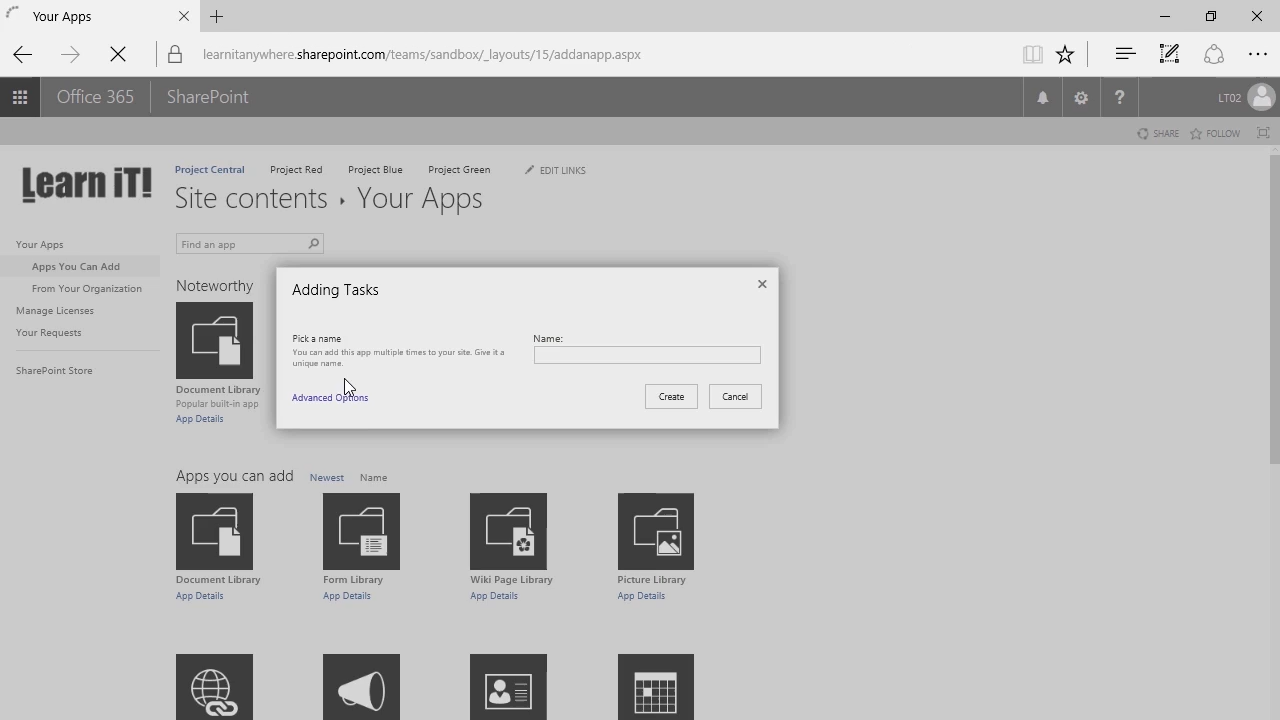 Your Apps
learnitanywhere.sharepoint.com/teams/sandbox/_layouts/15/addanapp.aspx
Office 365 SharePoint ? LT02
SHARE FOLLOW
Learn iT!
Project Central Project Red Project Blue Project Green EDIT LINKS
Site contents ▸ Your Apps
Find an app
Your Apps
Apps You Can Add
From Your Organization
Manage Licenses
Your Requests
SharePoint Store
Noteworthy
Document Library
Popular built-in app
App Details
Adding Tasks
Pick a name
You can add this app multiple times to your site. Give it a
unique name.
Name:
Advanced Options
Create Cancel
Apps you can add Newest Name
Document Library Form Library Wiki Page Library Picture Library
App Details App Details App Details App Details